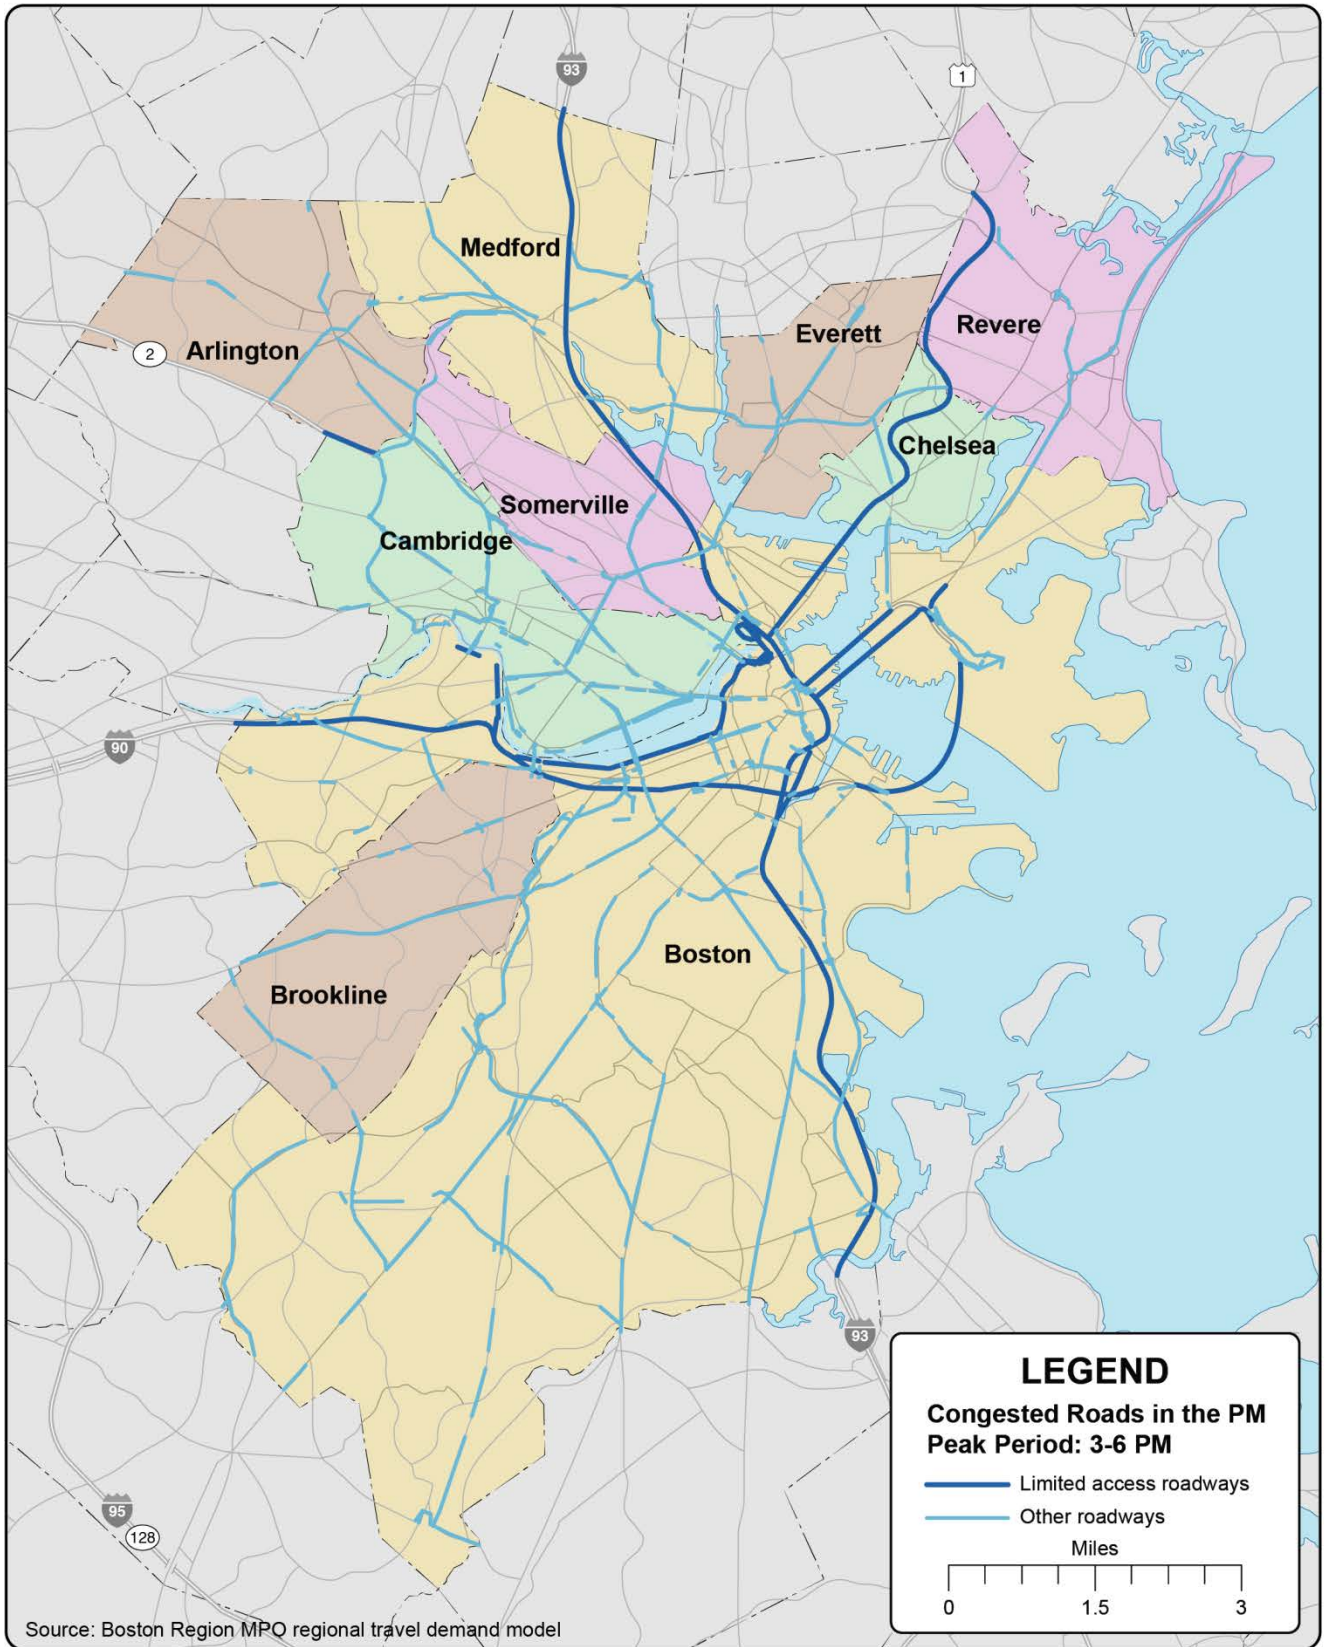 93
1
Medford
Everett
Revere
2
Arlington
Chelsea
Somerville
Cambridge
90
Boston
Brookline
93
95
128
LEGEND
Congested Roads in the PM
Peak Period: 3-6 PM
Limited access roadways
Other roadways
Miles
0 1.5 3
Source: Boston Region MPO regional travel demand model